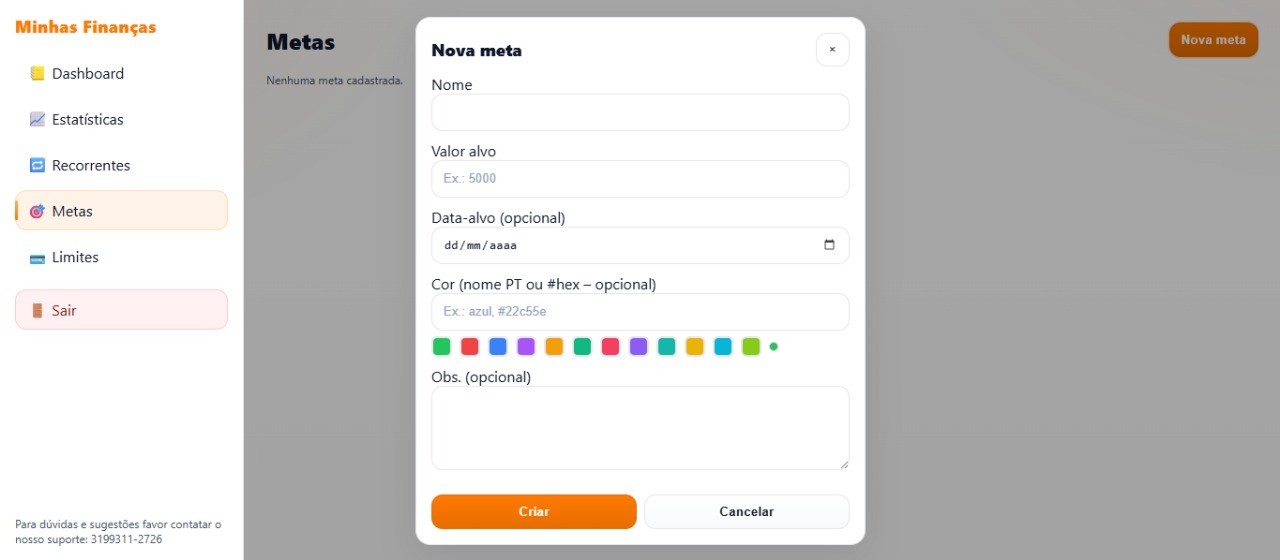 Minhas Finanças
Dashboard
Estatísticas
Recorrentes
Metas
Limites
Sair
Para dúvidas e sugestões favor contatar o
nosso suporte: 3199311-2726
Metas
Nova meta
Nenhuma meta cadastrada.
Nova meta
×
Nome
Valor alvo
Ex.: 5000
Data-alvo (opcional)
dd/mm/aaaa
Cor (nome PT ou #hex – opcional)
Ex.: azul, #22c55e
Obs. (opcional)
Criar
Cancelar